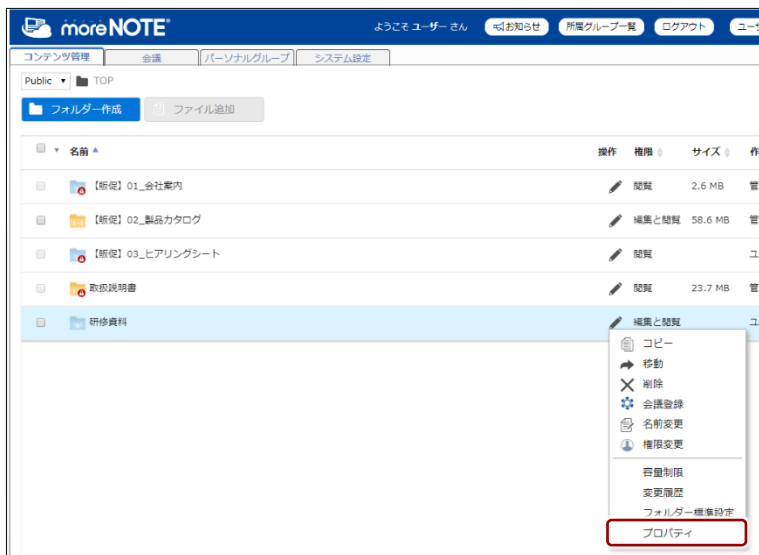 moreNOTE
ようこそ ユーザー さん お知らせ 所属グループ一覧 ログアウト ユーザ
コンテンツ管理 会議 パーソナルグループ システム設定
Public TOP
フォルダー作成 ファイル追加
名前 操作 権限 サイズ 作
【販促】01_会社案内 閲覧 2.6 MB 管
【販促】02_製品カタログ 編集と閲覧 58.6 MB 管
【販促】03_ヒアリングシート 閲覧 ユ
取扱説明書 閲覧 23.7 MB 管
研修資料 編集と閲覧 ユ
コピー
移動
削除
会議登録
名前変更
権限変更
容量制限
変更履歴
フォルダー標準設定
プロパティ